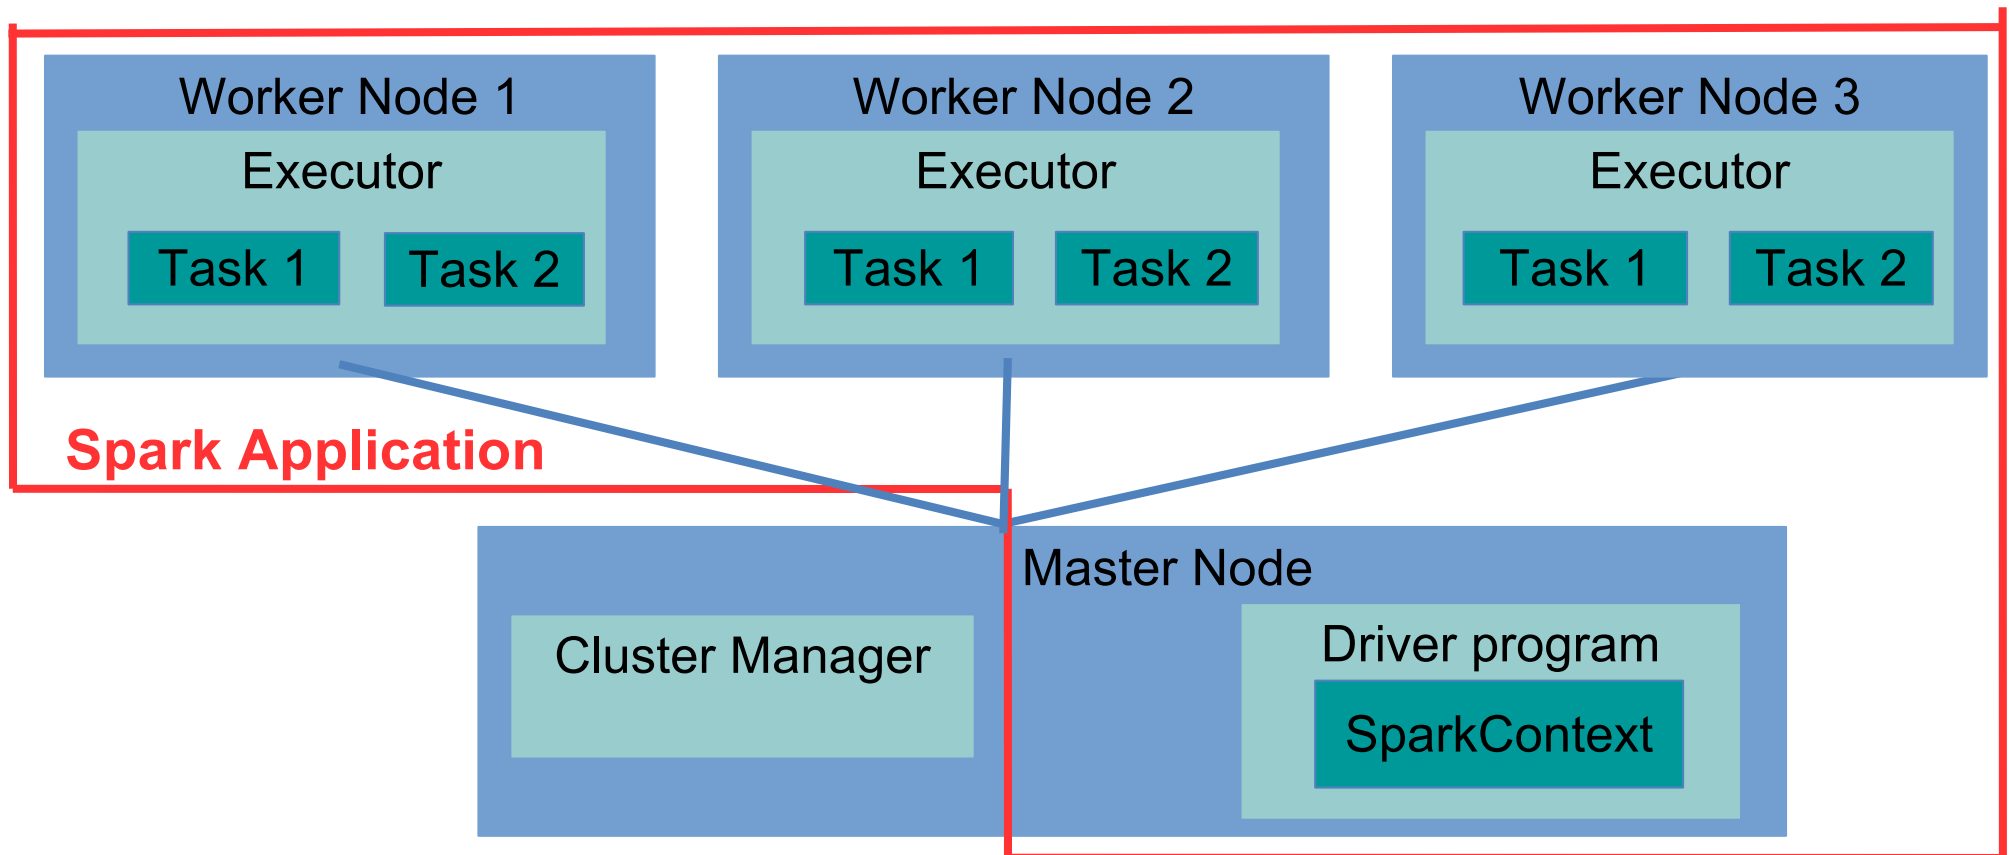 Worker Node 1
Executor
Task 1
Task 2
Worker Node 2
Executor
Task 1
Task 2
Worker Node 3
Executor
Task 1
Task 2
Spark Application
Master Node
Cluster Manager
Driver program
SparkContext